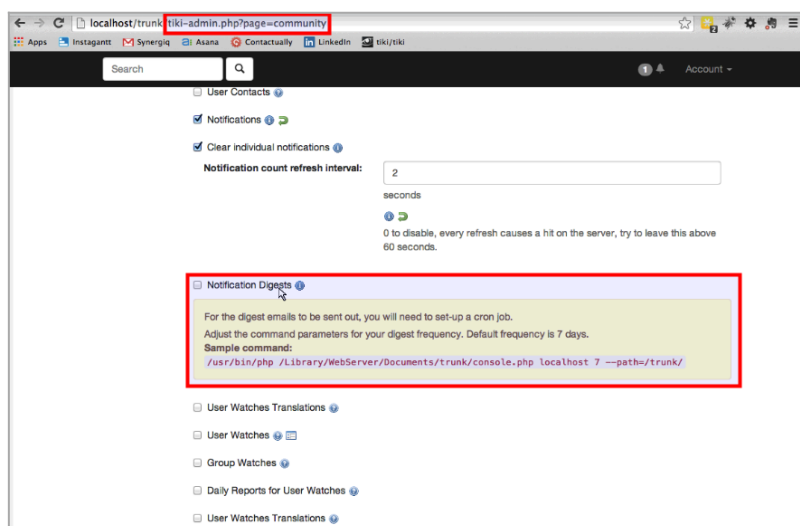 localhost/trunk/tiki-admin.php?page=community
2
Apps Instagantt Synergiq Asana Contactually LinkedIn tiki/tiki
Search 1 Account
User Contacts
Notifications
Clear individual notifications
Notification count refresh interval: 2
seconds
0 to disable, every refresh causes a hit on the server, try to leave this above
60 seconds.
Notification Digests
For the digest emails to be sent out, you will need to set-up a cron job.
Adjust the command parameters for your digest frequency. Default frequency is 7 days.
Sample command:
/usr/bin/php /Library/WebServer/Documents/trunk/console.php localhost 7 --path=/trunk/
User Watches Translations
User Watches
Group Watches
Daily Reports for User Watches
User Watches Translations